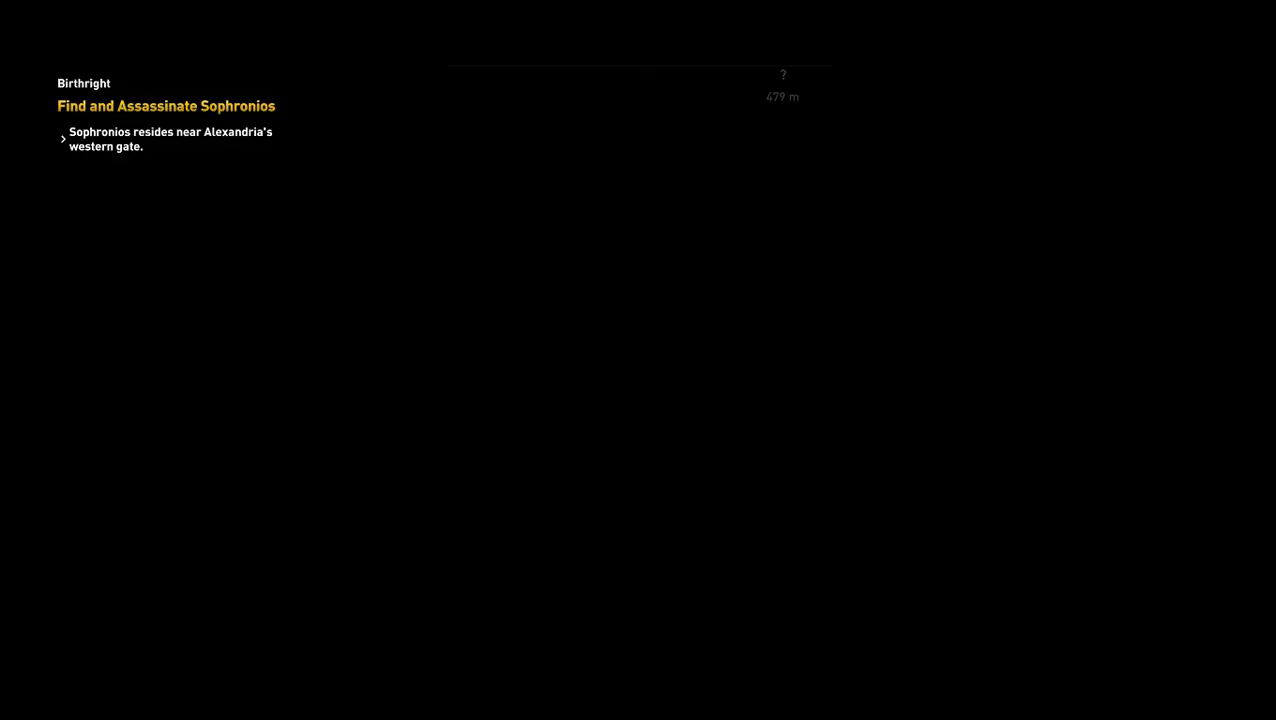 Birthright
Find and Assassinate Sophronios
Sophronios resides near Alexandria's
western gate.
?
479 m